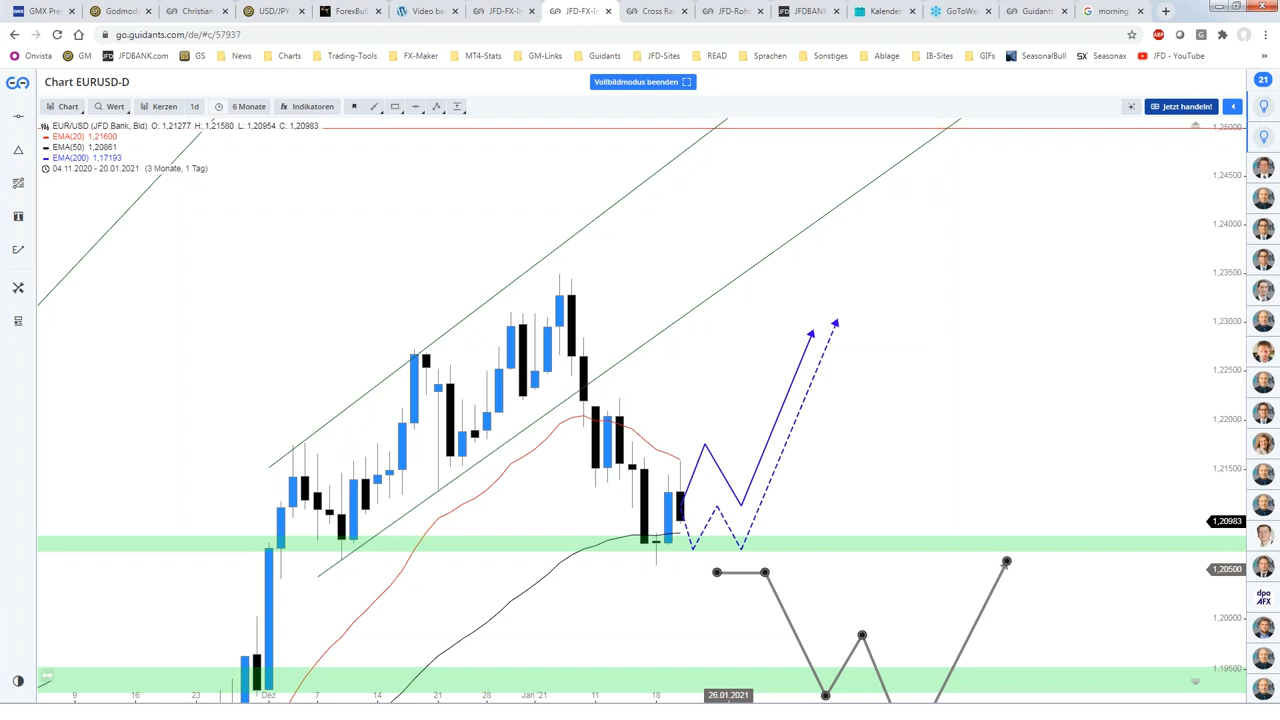 GMX Pre
Godmod
Christian
USD/JPY
ForexBull
Video be
JFD-FX-I
JFD-FX-I
Cross Ra
JFD-Rohr
JFDBANK
Kalender
GoToWe
Guidants
morning
go.guidants.com/de/#c/57937
Onvista
GM
JFDBANK.com
GS
News
Charts
Trading-Tools
FX-Maker
MT4-Stats
GM-Links
Guidants
JFD-Sites
READ
Sprachen
Sonstiges
Ablage
IB-Sites
GIFs
SeasonalBull
Seasonax
JFD - YouTube
»
Chart EURUSD-D
Vollbildmodus beenden
21
Chart
Wert
Kerzen
1d
6 Monate
fx Indikatoren
Jetzt handeln!
EUR/USD (JFD Bank, Bid) O: 1,21277 H: 1,21580 L: 1,20954 C: 1,20983
EMA(20) 1,21600
EMA(50) 1,20861
EMA(200) 1,17193
04.11.2020 - 20.01.2021 (3 Monate, 1 Tag)
1,25000
1,24500
1,24000
1,23500
1,23000
1,22500
1,22000
1,21500
1,20983
1,20500
1,20000
1,19500
dpa
AFX
9
16
23
Dez
7
14
21
28
Jan '21
11
18
26.01.2021